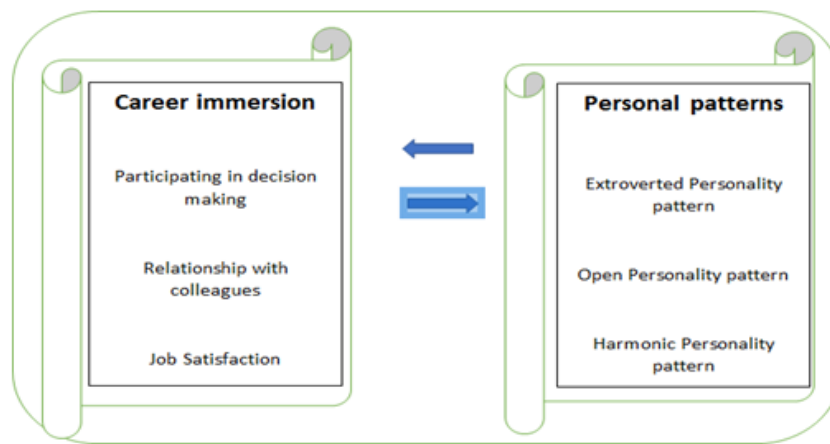 Career immersion
Participating in decision
making
Relationship with
colleagues
Job Satisfaction
Personal patterns
Extroverted Personality
pattern
Open Personality pattern
Harmonic Personality
pattern